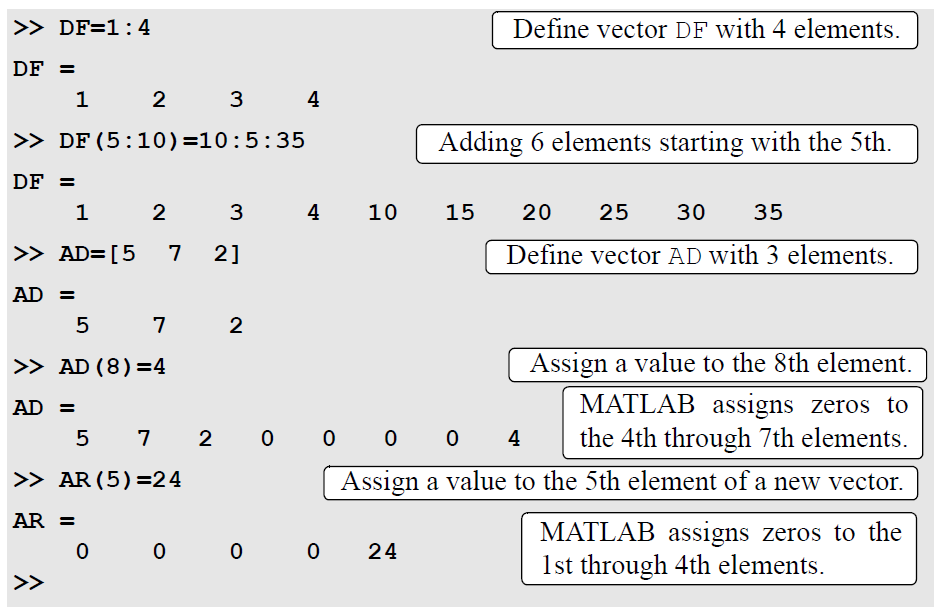 >> DF=1:4
Define vector DF with 4 elements.
DF =
1 2 3 4
>> DF(5:10)=10:5:35
Adding 6 elements starting with the 5th.
DF =
1 2 3 4 10 15 20 25 30 35
>> AD=[5 7 2]
Define vector AD with 3 elements.
AD =
5 7 2
>> AD(8)=4
Assign a value to the 8th element.
AD =
5 7 2 0 0 0 0 4
MATLAB assigns zeros to
the 4th through 7th elements.
>> AR(5)=24
Assign a value to the 5th element of a new vector.
AR =
0 0 0 0 24
MATLAB assigns zeros to the
1st through 4th elements.
>>